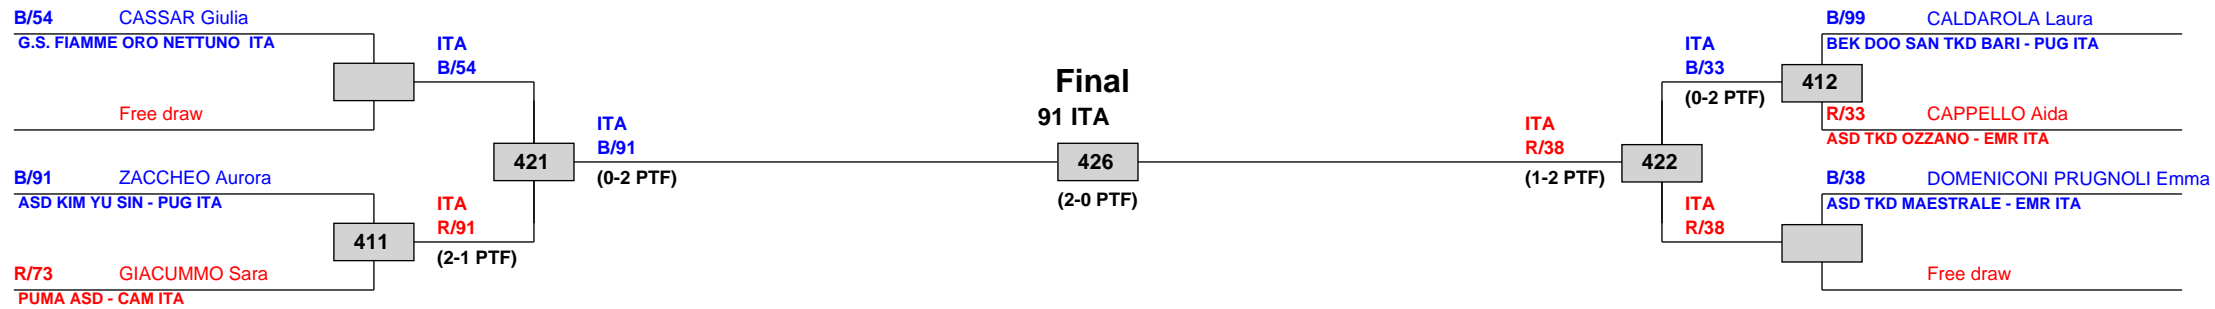 B/54 CASSAR Giulia
G.S. FIAMME ORO NETTUNO ITA
ITA
B/54
Free draw
B/91 ZACCHEO Aurora
ASD KIM YU SIN - PUG ITA
411
ITA
R/91
(2-1 PTF)
R/73 GIACUMMO Sara
PUMA ASD - CAM ITA
421
ITA
B/91
(0-2 PTF)
Final
91 ITA
426
(2-0 PTF)
ITA
R/38
(1-2 PTF)
422
ITA
B/33
(0-2 PTF)
412
B/99 CALDAROLA Laura
BEK DOO SAN TKD BARI - PUG ITA
R/33 CAPPELLO Aida
ASD TKD OZZANO - EMR ITA
ITA
R/38
B/38 DOMENICONI PRUGNOLI Emma
ASD TKD MAESTRALE - EMR ITA
Free draw